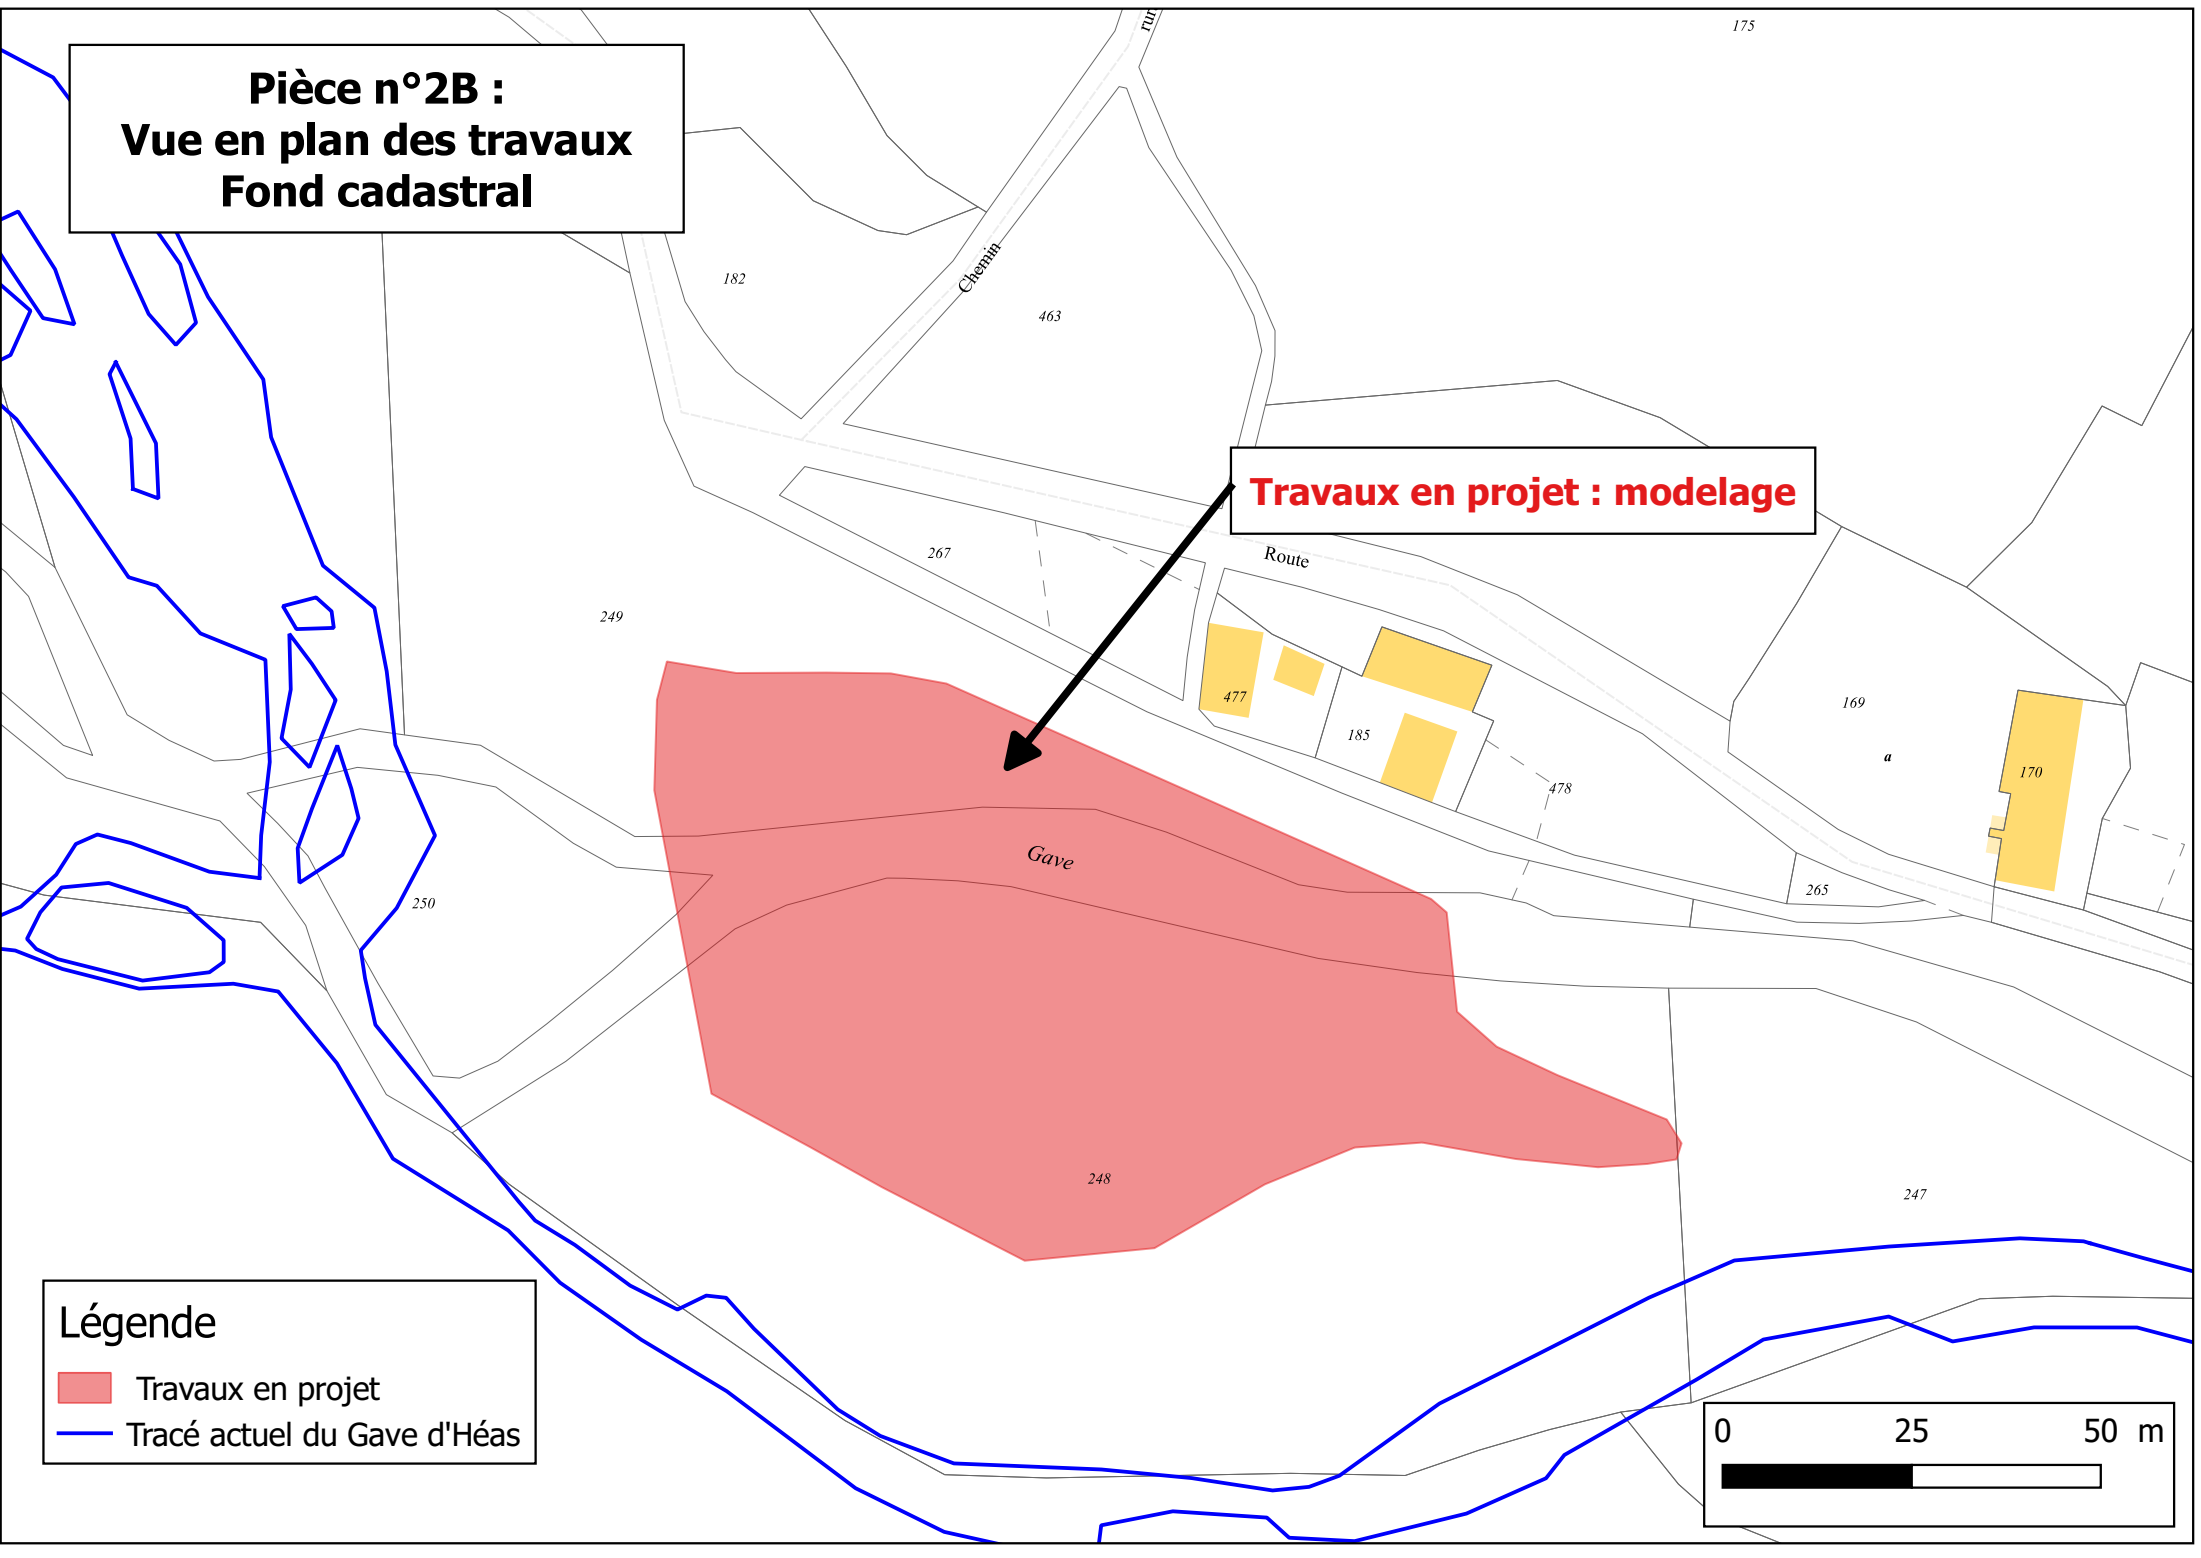 175
Pièce n°2B :
Vue en plan des travaux
Fond cadastral
182
Chemin
463
Travaux en projet : modelage
267
Route
249
477
185
478
169
a
170
265
Gave
250
248
247
Légende
Travaux en projet
Tracé actuel du Gave d'Héas
0 25 50 m